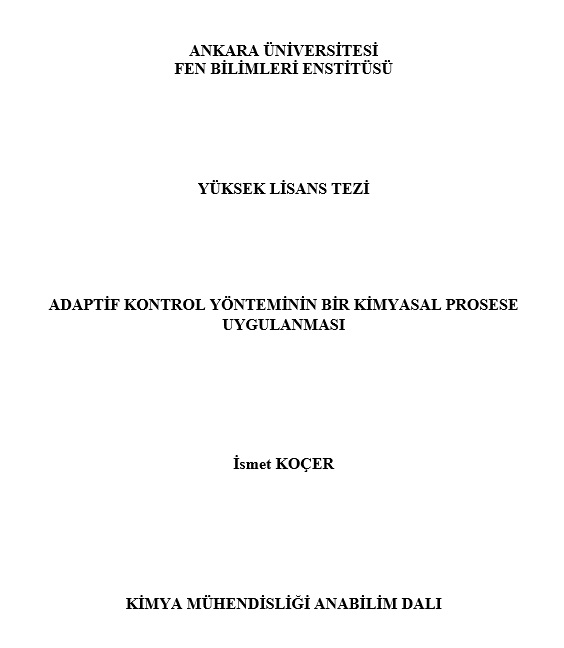 ANKARA ÜNİVERSİTESİ
FEN BİLİMLERİ ENSTİTÜSÜ
YÜKSEK LİSANS TEZİ
ADAPTİF KONTROL YÖNTEMİNİN BİR KİMYASAL PROSESE
UYGULANMASI
İsmet KOÇER
KİMYA MÜHENDİSLİĞİ ANABİLİM DALI